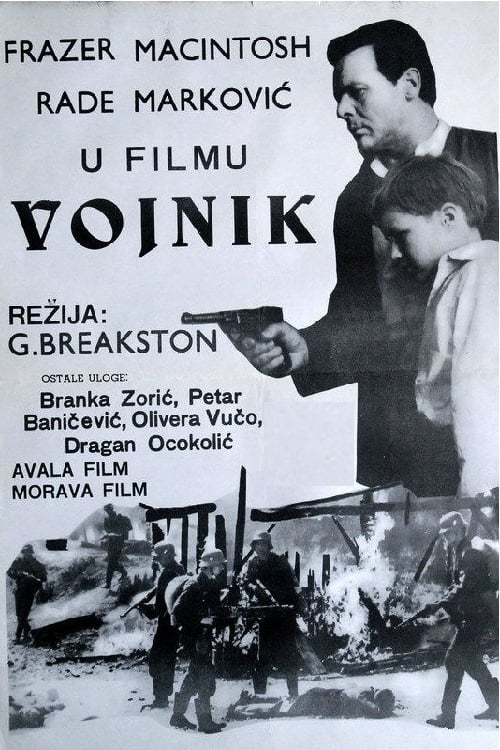 FRAZER MACINTOSH
RADE MARKOVIĆ
U FILMU
VOJNIK
REŽIJA:
G.BREAKSTON
OSTALE ULOGE:
Branka Zorić, Petar
Baničević, Olivera Vučo,
Dragan Ocokolić
AVALA FILM
MORAVA FILM